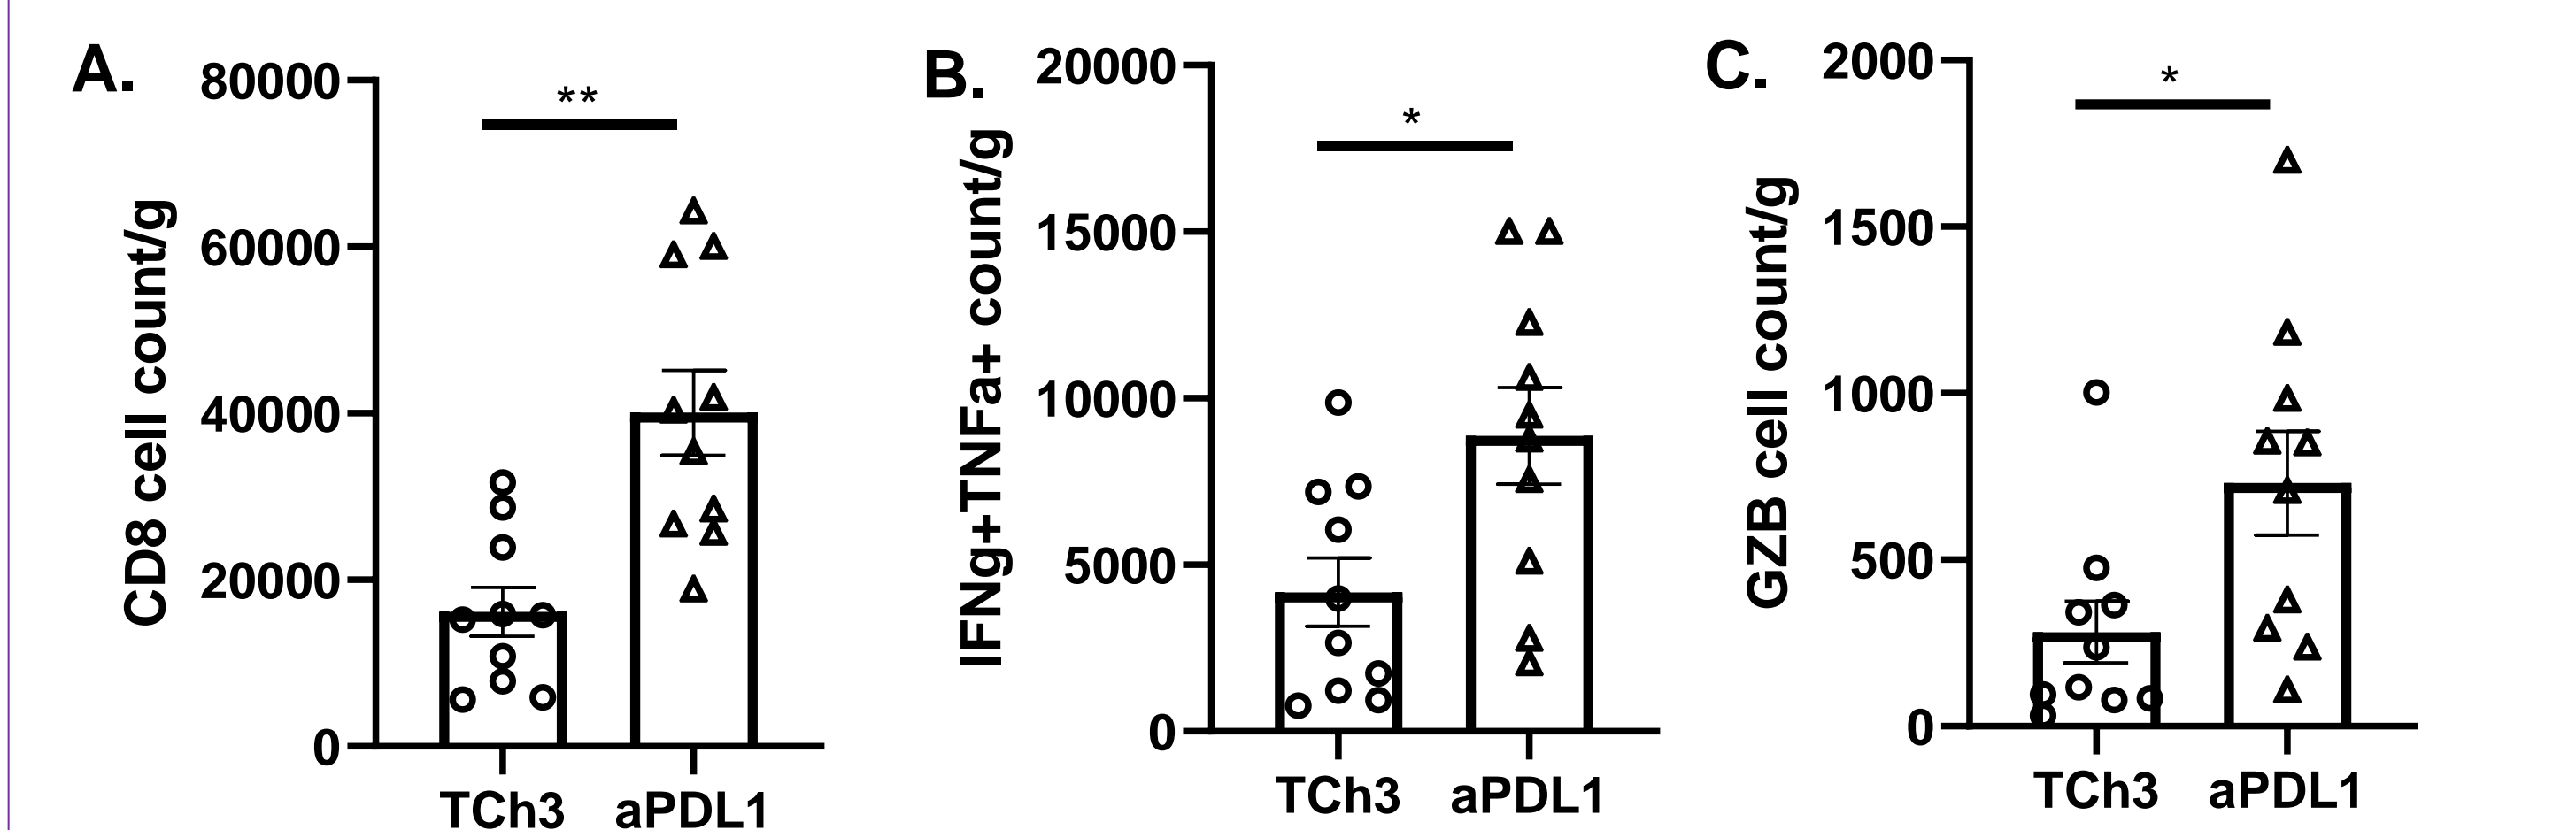 A.
CD8 cell count/g
80000
60000
40000
20000
0
**
TCh3
aPDL1
B.
IFNg+TNFa+ count/g
20000
15000
10000
5000
0
*
TCh3
aPDL1
C.
GZB cell count/g
2000
1500
1000
500
0
*
TCh3
aPDL1